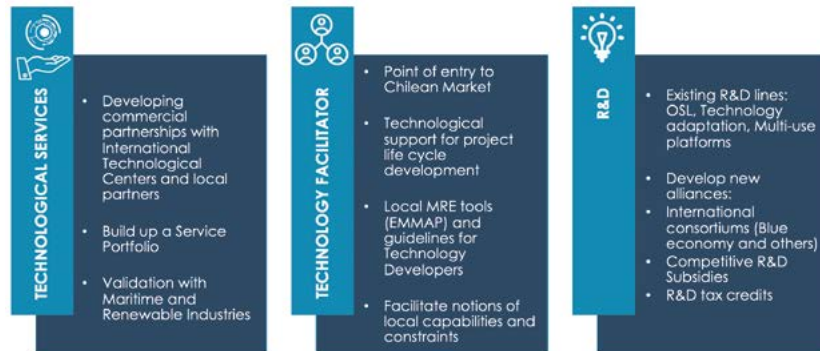 TECHNOLOGICAL SERVICES
• Developing
commercial
partnerships with
International
Technological
Centers and local
partners
• Build up a Service
Portfolio
• Validation with
Maritime and
Renewable Industries
TECHNOLOGY FACILITATOR
• Point of entry to
Chilean Market
• Technological
support for project
life cycle
development
• Local MRE tools
(EMMAP) and
guidelines for
Technology
Developers
• Facilitate notions of
local capabilities and
constraints
R&D
• Existing R&D lines:
OSL, Technology
adaptation, Multi-use
platforms
• Develop new
alliances:
• International
consortiums (Blue
economy and others)
• Competitive R&D
Subsidies
• R&D tax credits